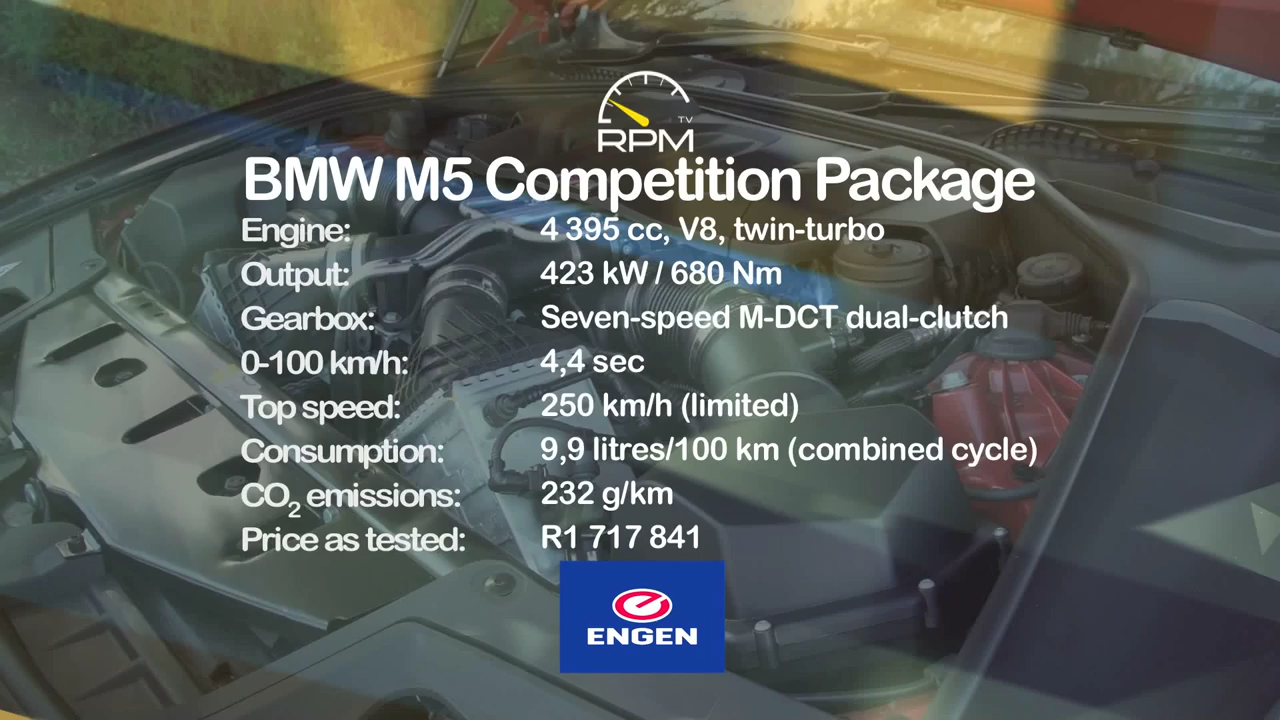 TV
RPM
BMW M5 Competition Package
Engine: 4 395 cc, V8, twin-turbo
Output: 423 kW / 680 Nm
Gearbox: Seven-speed M-DCT dual-clutch
0-100 km/h: 4,4 sec
Top speed: 250 km/h (limited)
Consumption: 9,9 litres/100 km (combined cycle)
CO₂ emissions: 232 g/km
Price as tested: R1 717 841
ENGEN